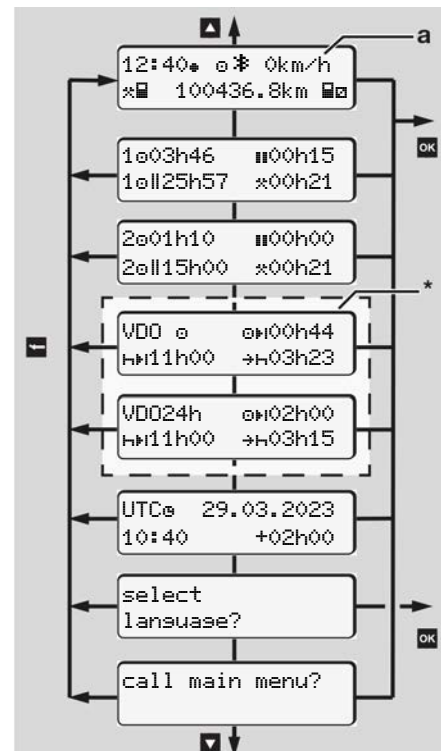 a
12:40 0km/h
100436.8km
OK
1 03h46 00h15
1 25h57 00h21
2 01h10 00h00
2 15h00 00h21
*
VDO 00h44
11h00 03h23
VDO24h 02h00
11h00 03h15
UTC 29.03.2023
10:40 +02h00
select
language?
OK
call main menu?